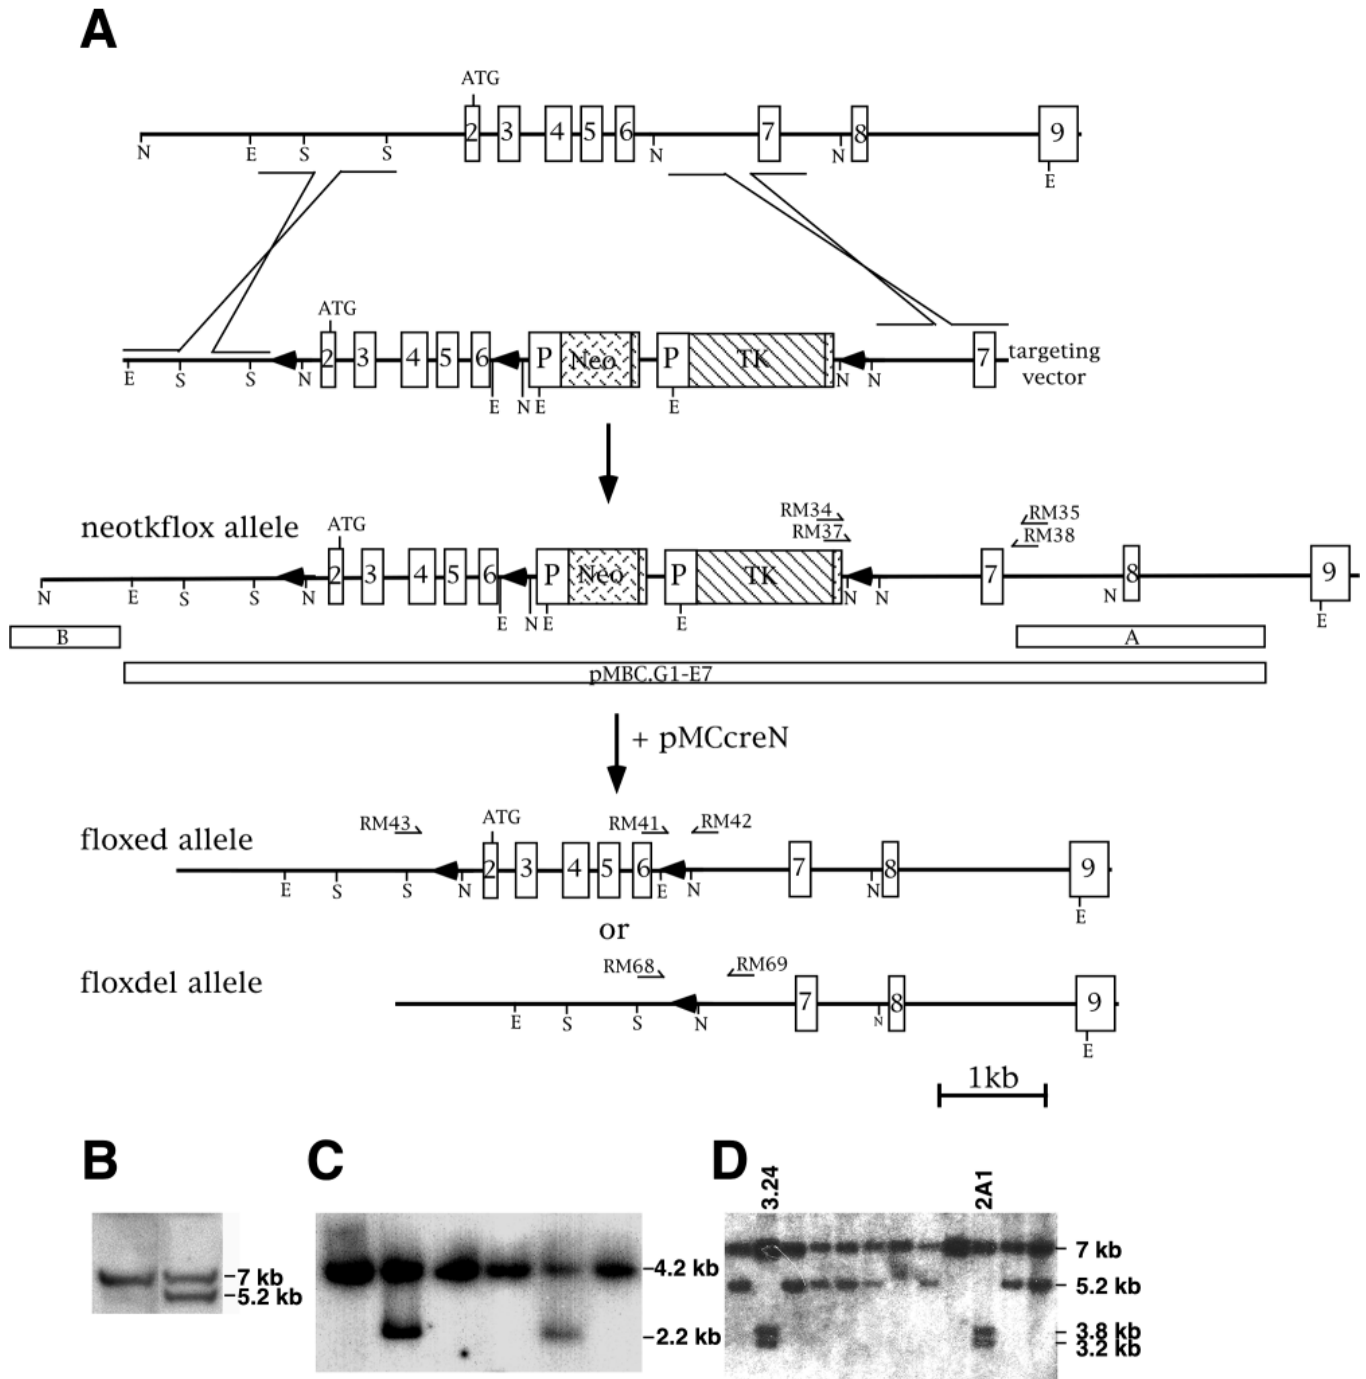 A
ATG
2 3 4 5 6 7 8 9
N E S S N N E
ATG
2 3 4 5 6 P Neo P TK 7 targeting
vector
E S S N N N
E N E E
RM34 RM35
RM37 RM38
neotkflox allele ATG
2 3 4 5 6 P Neo P TK 7 8 9
N E S S N N N N
E N E E E
B A
pMBC.G1-E7
+ pMCcreN
RM43 ATG RM41 RM42
floxed allele
2 3 4 5 6 7 8 9
E S S N E N N
E
or
RM68 RM69
floxdel allele
7 8 9
E S S N N
E
1kb
B C D
3.24 2A1
7 kb
5.2 kb
4.2 kb
2.2 kb
7 kb
5.2 kb
3.8 kb
3.2 kb